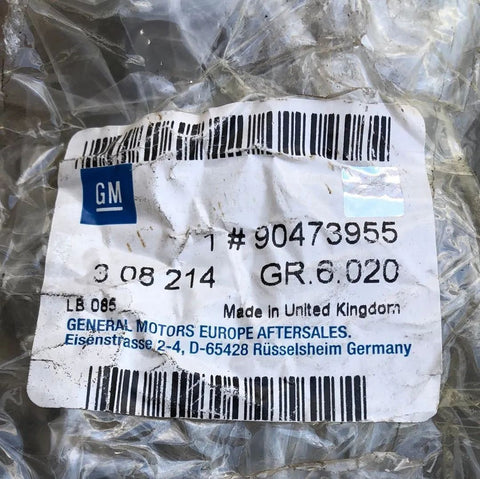 GM
1 # 90473955
3 08 214 GR.6.020
LB 085 Made in United Kingdom
GENERAL MOTORS EUROPE AFTERSALES.
Eisenstrasse 2-4, D-65428 Rüsselsheim Germany